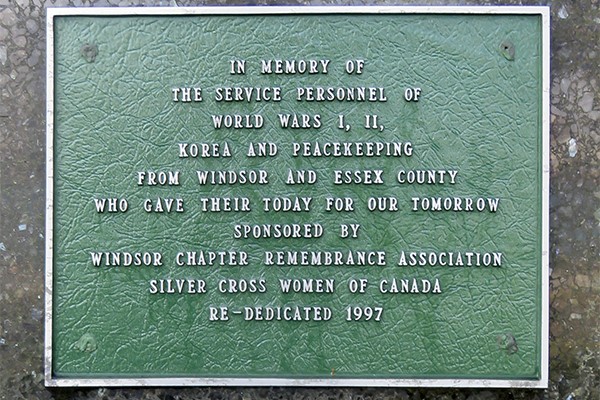 IN MEMORY OF
THE SERVICE PERSONNEL OF
WORLD WARS I, II,
KOREA AND PEACEKEEPING
FROM WINDSOR AND ESSEX COUNTY
WHO GAVE THEIR TODAY FOR OUR TOMORROW
SPONSORED BY
WINDSOR CHAPTER REMEMBRANCE ASSOCIATION
SILVER CROSS WOMEN OF CANADA
RE-DEDICATED 1997